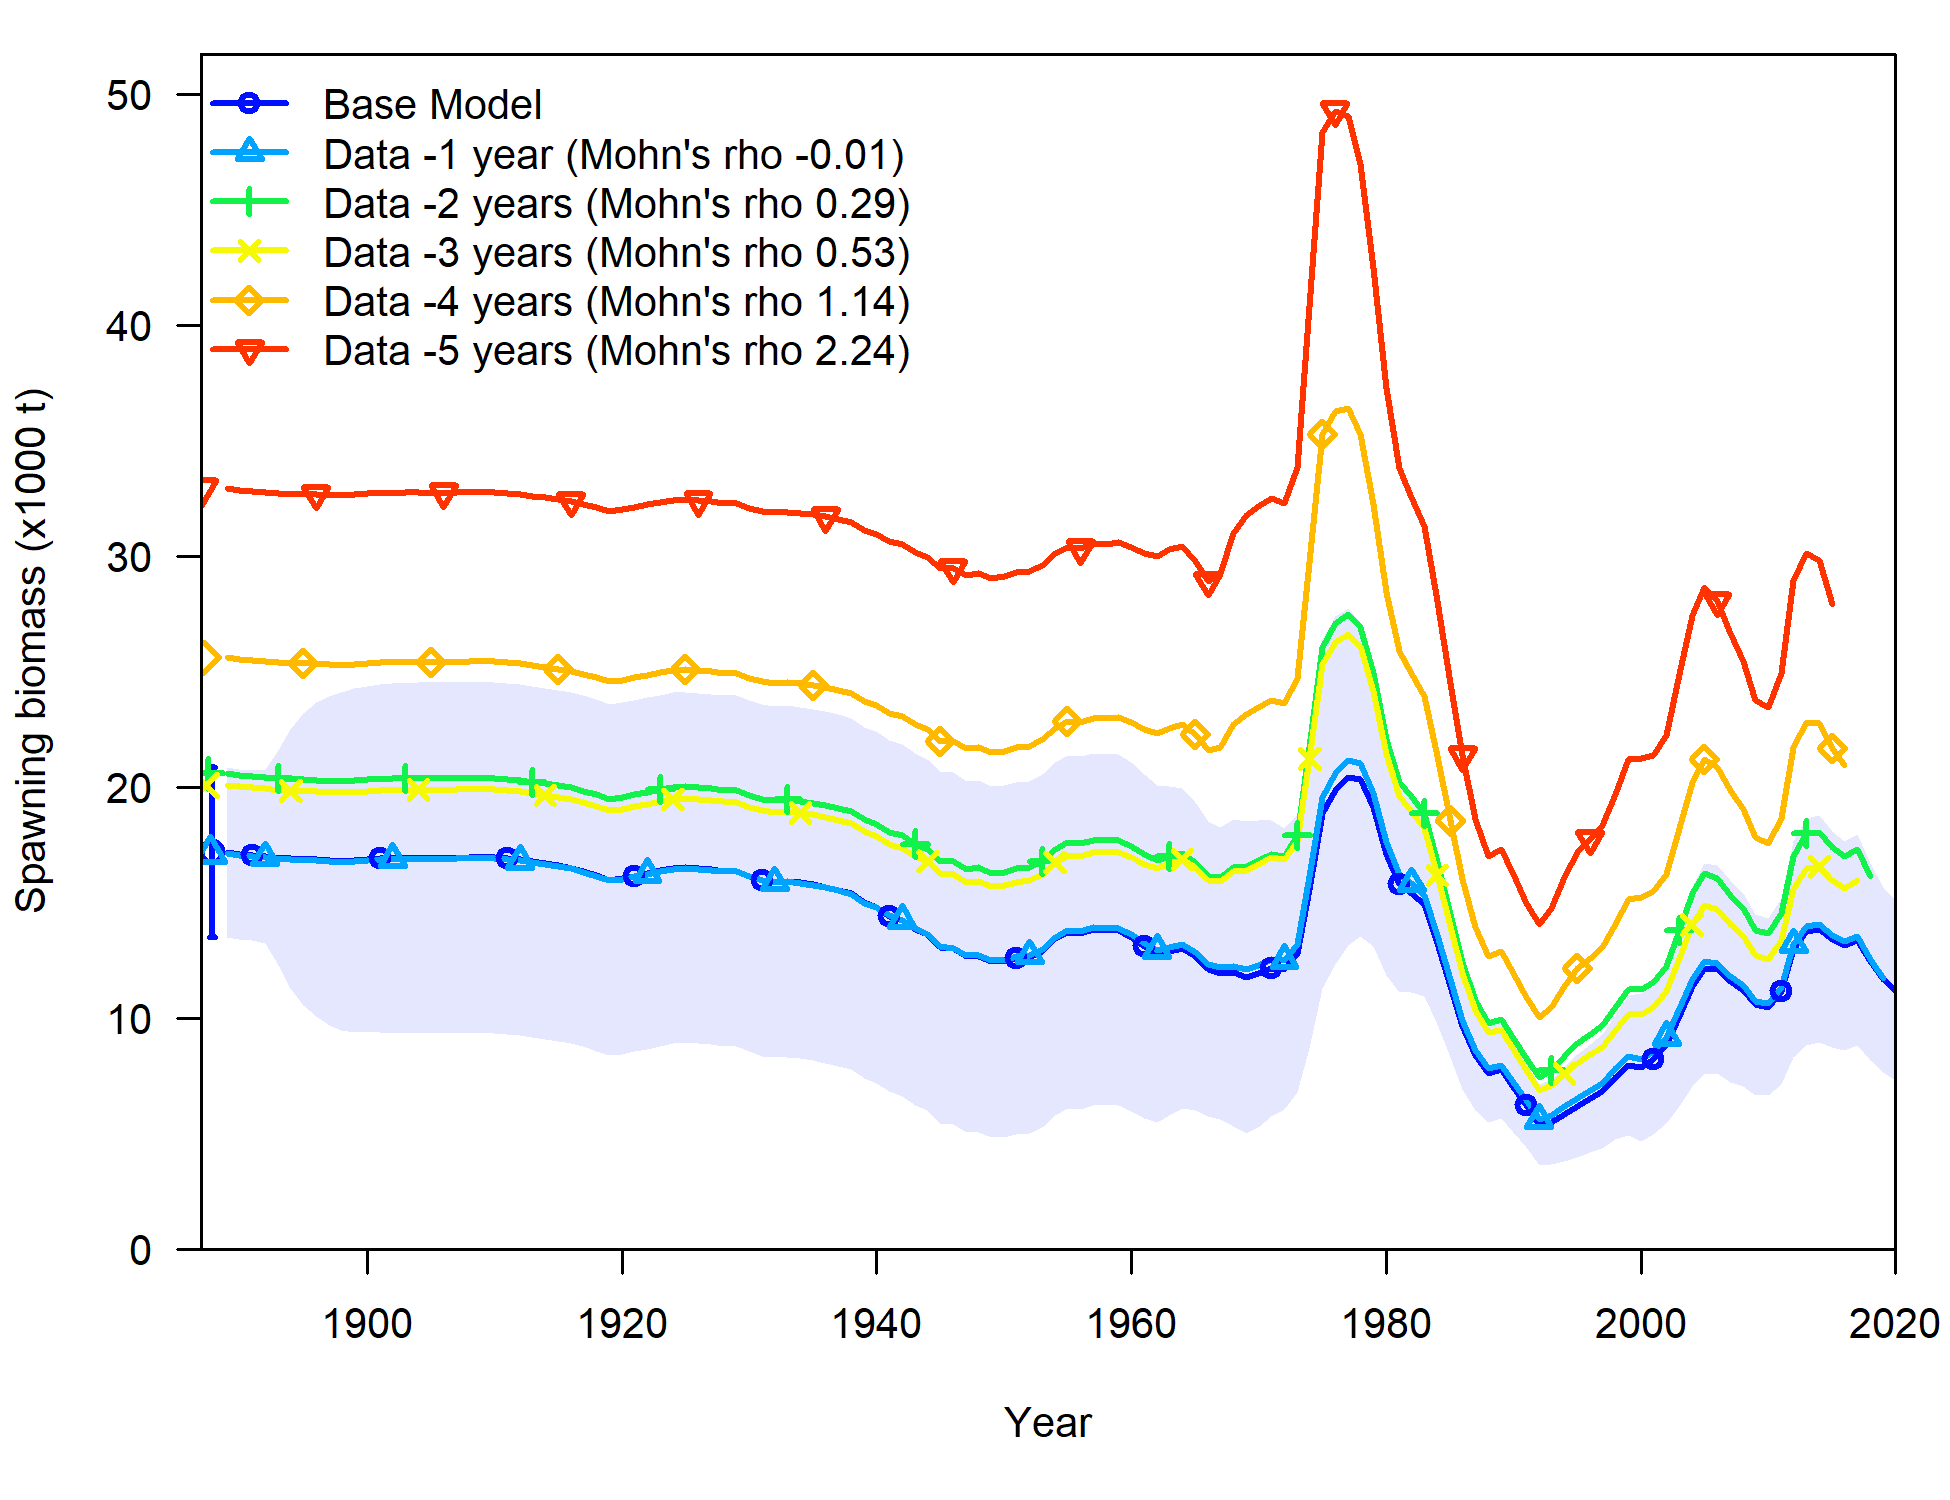 Spawning biomass (x1000 t)
50
40
30
20
10
0
Base Model
Data -1 year (Mohn's rho -0.01)
Data -2 years (Mohn's rho 0.29)
Data -3 years (Mohn's rho 0.53)
Data -4 years (Mohn's rho 1.14)
Data -5 years (Mohn's rho 2.24)
1900 1920 1940 1960 1980 2000 2020
Year